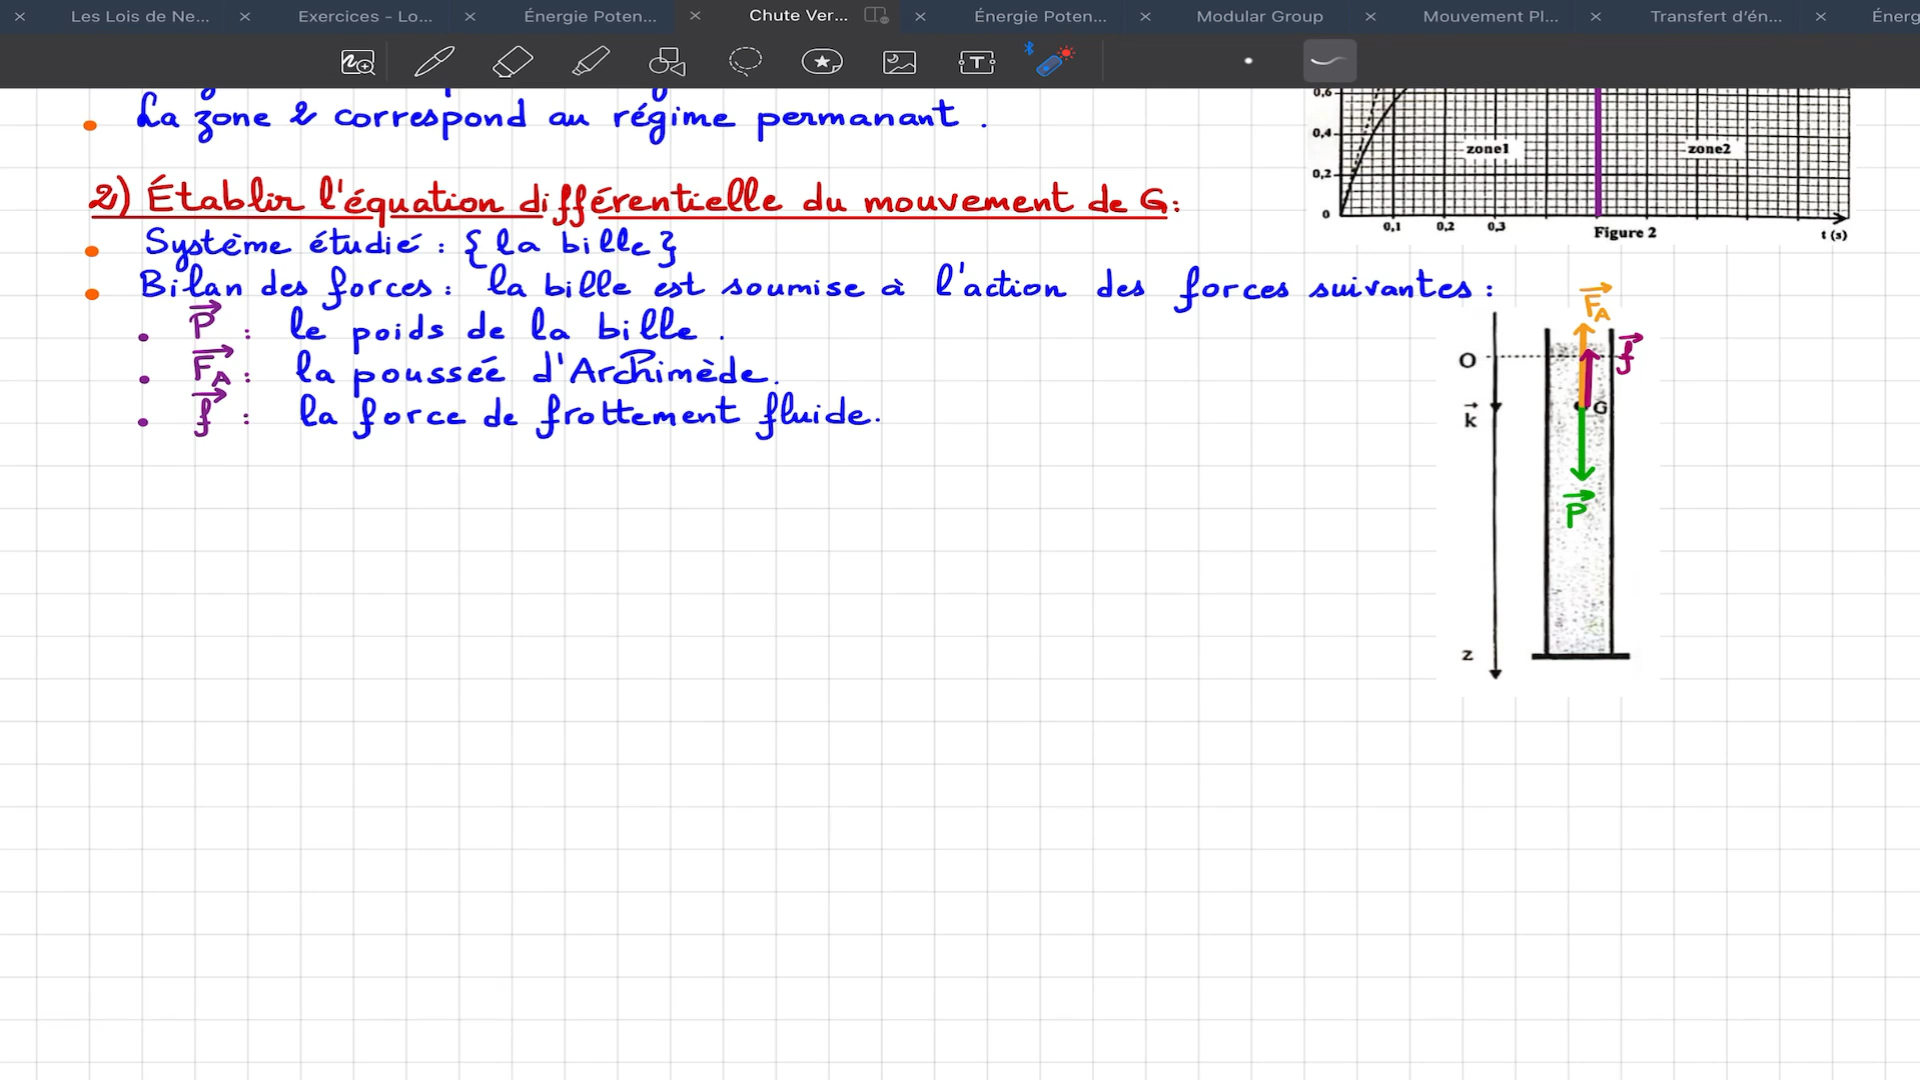 Les Lois de Ne... Exercices - Lo... Énergie Poten... Chute Ver... Énergie Poten... Modular Group Mouvement Pl... Transfert d'én... Énerg
La zone 2 correspond au régime permanant .
0,6
0,4
zone1 zone2
0,2
0
0,1 0,2 0,3
Figure 2
t (s)
2) Établir l'équation différentielle du mouvement de G:
Système étudié : { la bille }
Bilan des forces : la bille est soumise à l'action des forces suivantes :
P : le poids de la bille .
F_A : la poussée d'Archimède.
f : la force de frottement fluide.
F_A
f
O
G
k
P
z